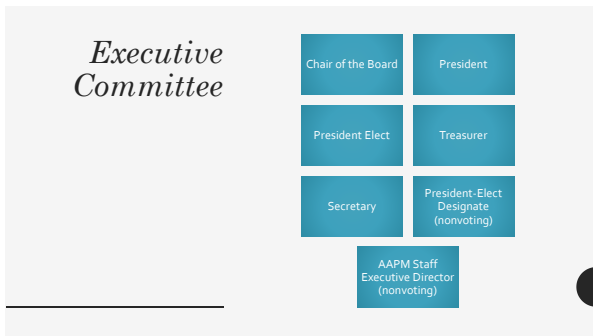 Executive
Committee
Chair of the Board
President
President Elect
Treasurer
Secretary
President-Elect
Designate
(nonvoting)
AAPM Staff
Executive Director
(nonvoting)